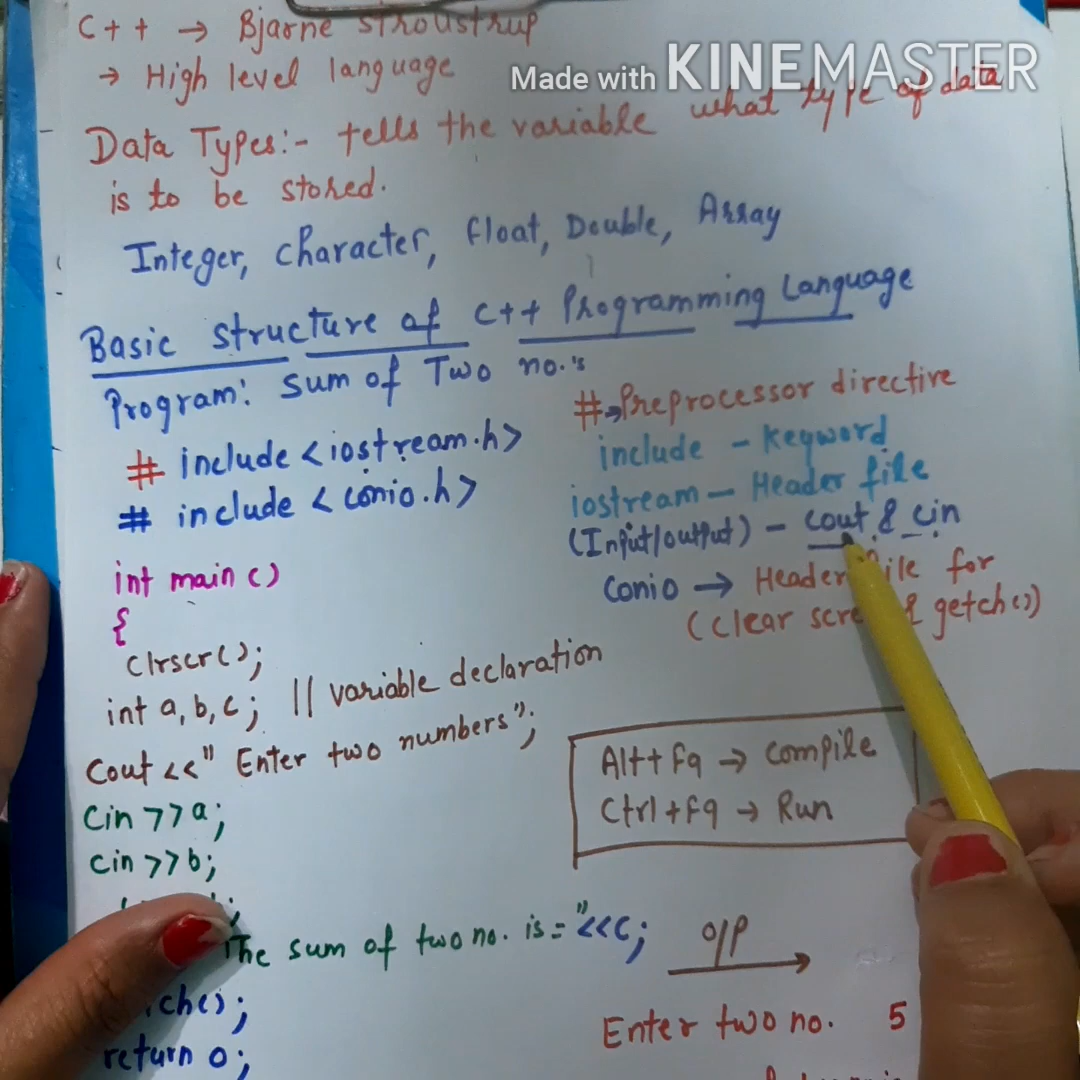 C++ → Bjarne Stroustrup
→ High level language
Made with KINEMASTER
Data Types:- tells the variable what type of data
is to be stored.
Integer, Character, Float, Double, Array
Basic Structure of C++ Programming Language
Program: Sum of Two no.'s
# include <iostream.h>
# include <conio.h>
int main()
{
clrscr();
int a, b, c; // variable declaration
Cout <<" Enter two numbers";
Cin >>a;
Cin >>b;
The sum of two no. is = "<<c;
ch();
return 0;
#→ Preprocessor directive
include - Keyword
iostream - Header file
(Input/output) - Cout & Cin
Conio → Header file for
(Clear & getch())
Alt+F9 → Compile
Ctrl+F9 → Run
O/P
Enter two no. 5